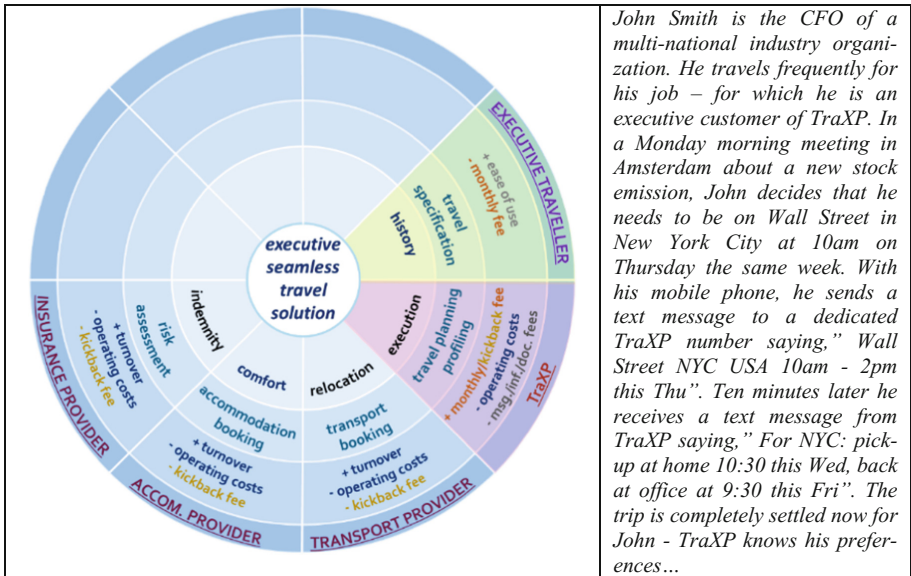 executive
seamless
travel
solution
EXECUTIVE TRAVELLER
+ ease of use
- monthly fee
travel
specification
history
TraXP
+ monthly/kickback fee
- operating costs
- msg./inf./doc. fees
travel planning
profiling
execution
TRANSPORT PROVIDER
+ turnover
- operating costs
- kickback fee
transport
booking
relocation
ACCOM. PROVIDER
+ turnover
- operating costs
- kickback fee
accommodation
booking
comfort
INSURANCE PROVIDER
+ turnover
- operating costs
- kickback fee
risk
assessment
indemnity
John Smith is the CFO of a
multi-national industry organi-
zation. He travels frequently for
his job – for which he is an
executive customer of TraXP. In
a Monday morning meeting in
Amsterdam about a new stock
emission, John decides that he
needs to be on Wall Street in
New York City at 10am on
Thursday the same week. With
his mobile phone, he sends a
text message to a dedicated
TraXP number saying,” Wall
Street NYC USA 10am - 2pm
this Thu”. Ten minutes later he
receives a text message from
TraXP saying,” For NYC: pick-
up at home 10:30 this Wed, back
at office at 9:30 this Fri”. The
trip is completely settled now for
John - TraXP knows his prefer-
ences…